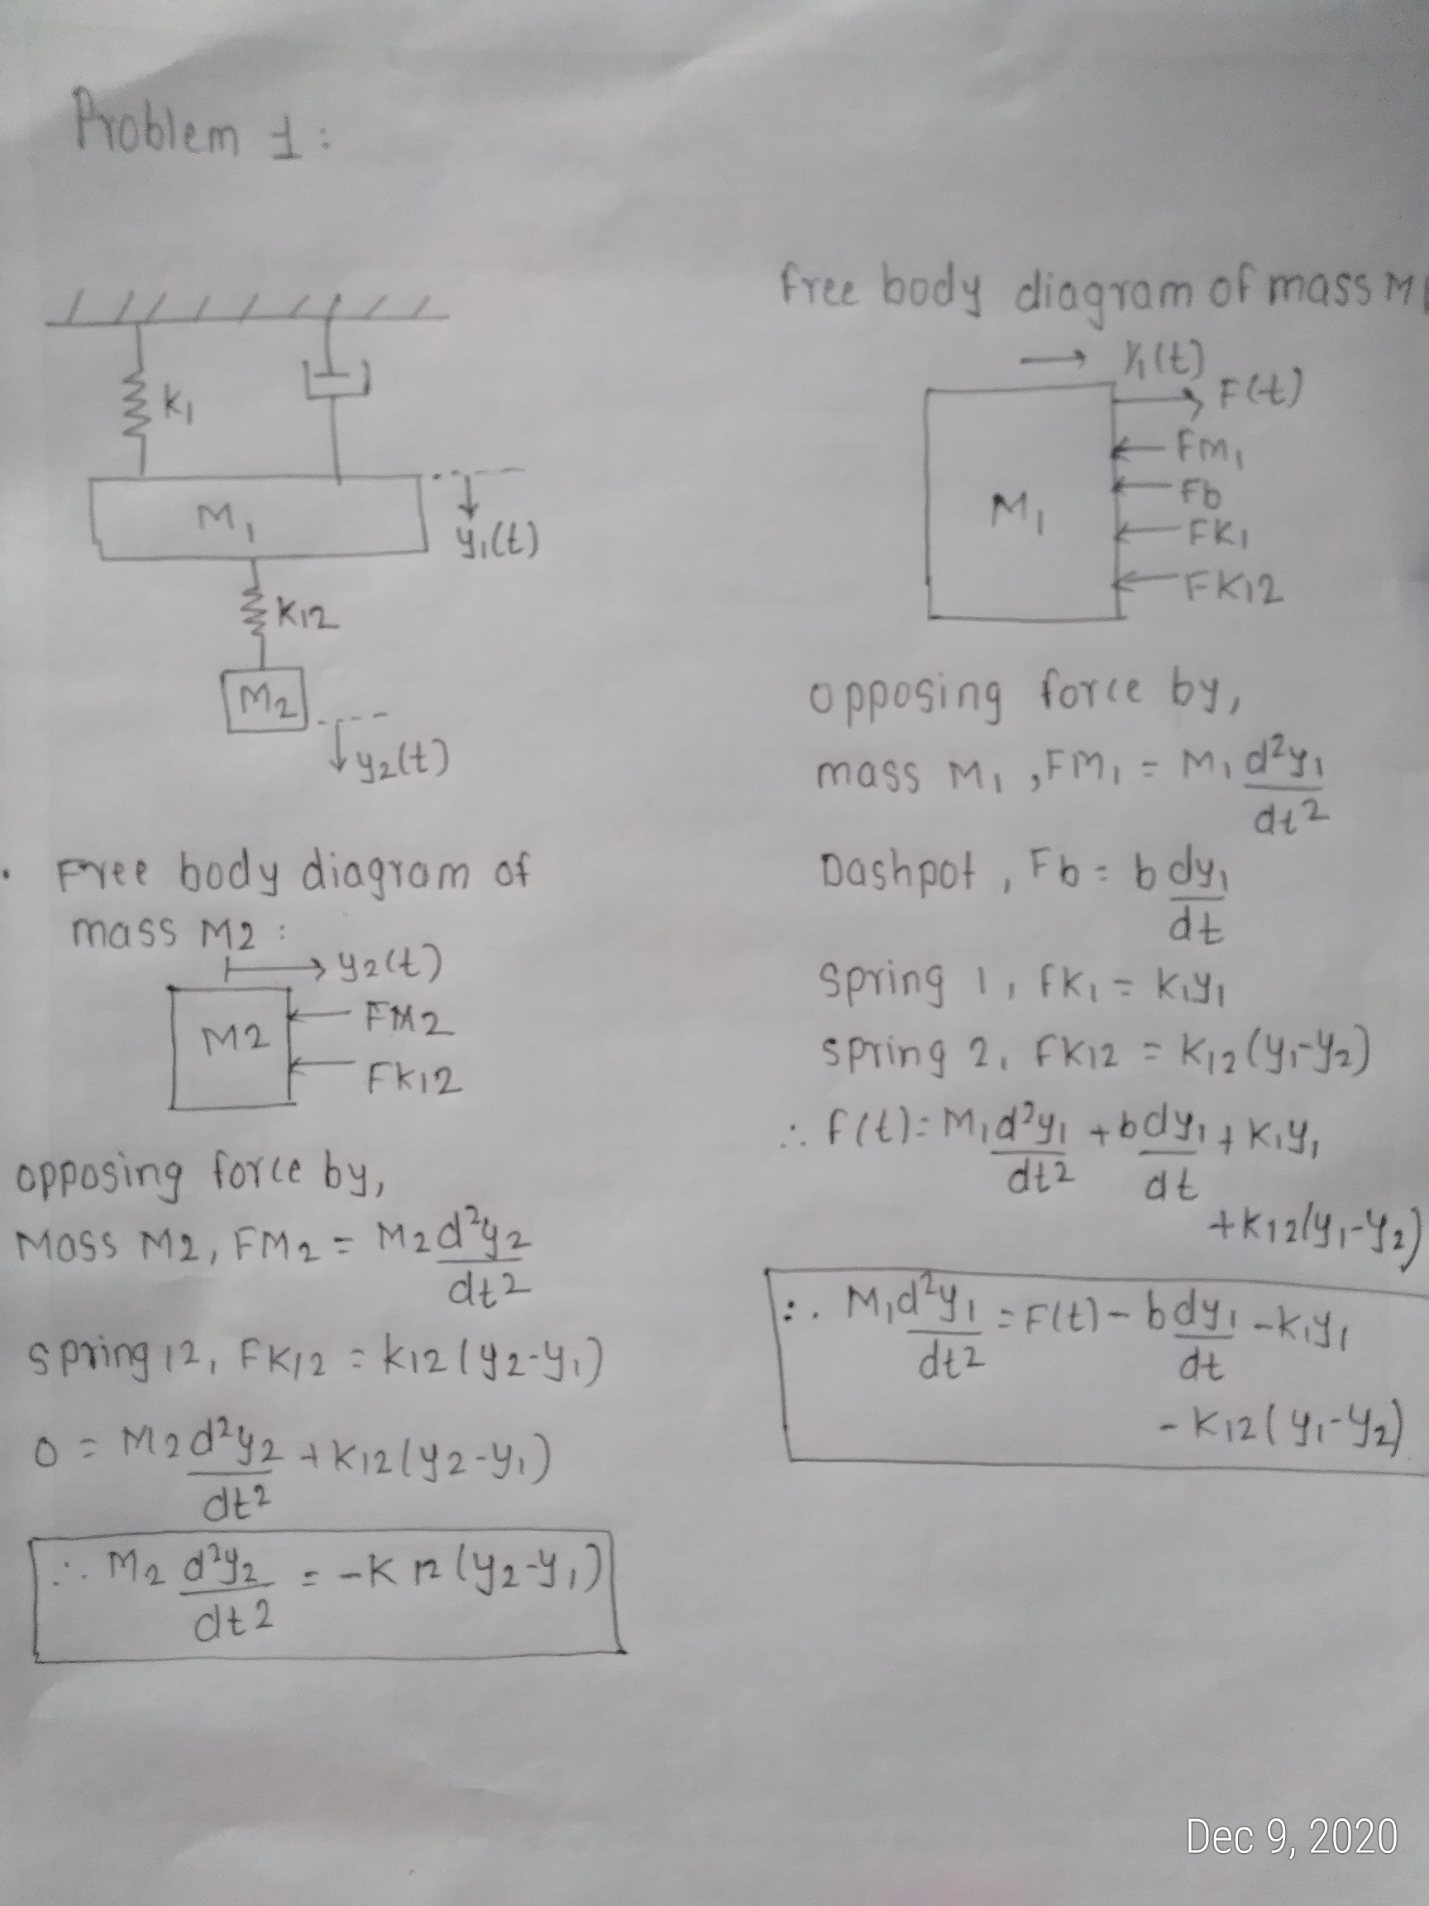 Problem 1:
K1
M1
y1(t)
K12
M2
y2(t)
• Free body diagram of
mass M2:
y2(t)
M2
FM2
FK12
opposing force by,
Mass M2, FM2 = M2 d²y2/dt2
spring 12, FK12 = K12(y2-y1)
0 = M2 d²y2/dt2 + K12(y2-y1)
∴ M2 d²y2/dt2 = -K12(y2-y1)
free body diagram of mass M1
Y1(t)
F(t)
FM1
Fb
M1
FK1
FK12
opposing force by,
mass M1, FM1 = M1 d²y1/dt2
Dashpot, Fb = b dy1/dt
spring 1, FK1 = K1y1
spring 2, FK12 = K12(y1-y2)
∴ F(t) = M1 d²y1/dt2 + b dy1/dt + K1y1
+K12(y1-y2)
∴ M1 d²y1/dt2 = F(t) - b dy1/dt - K1y1
- K12(y1-y2)
Dec 9, 2020